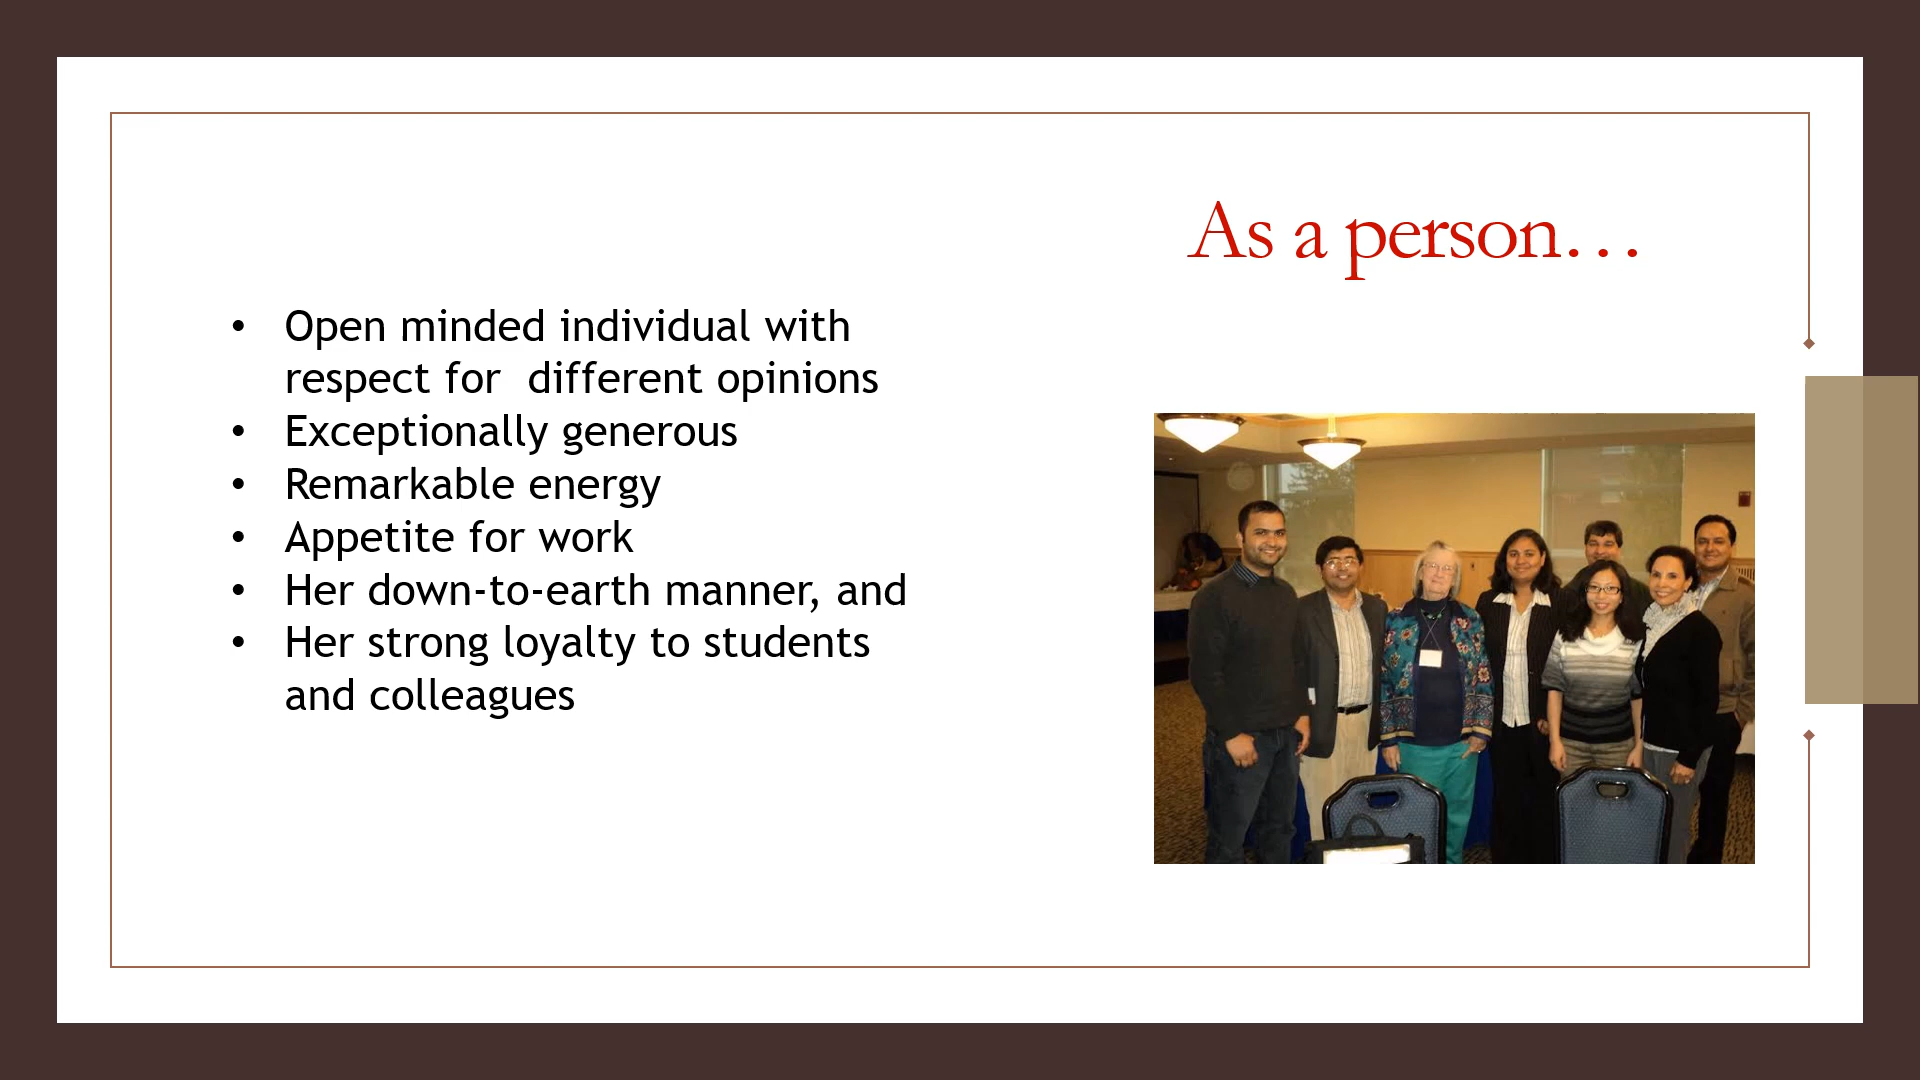 As a person…
• Open minded individual with
respect for  different opinions
• Exceptionally generous
• Remarkable energy
• Appetite for work
• Her down-to-earth manner, and
• Her strong loyalty to students
and colleagues